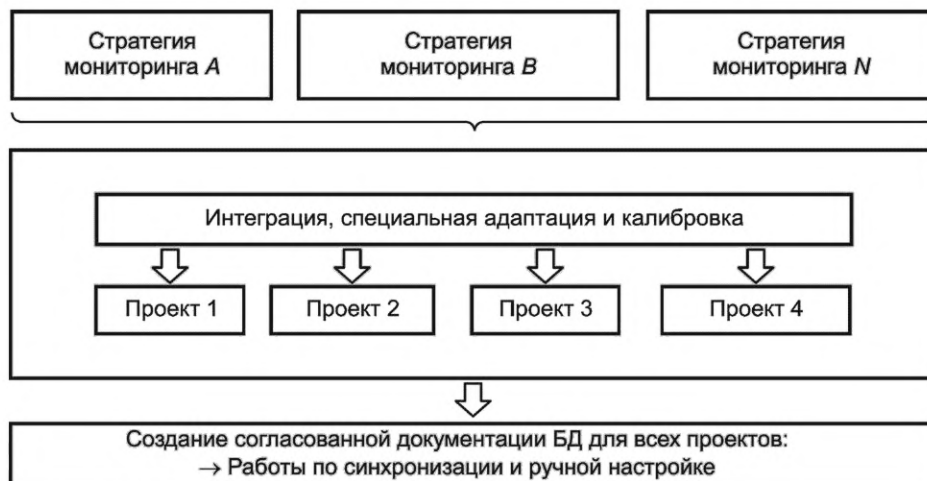 Стратегия
мониторинга A
Стратегия
мониторинга B
Стратегия
мониторинга N
Интеграция, специальная адаптация и калибровка
Проект 1
Проект 2
Проект 3
Проект 4
Создание согласованной документации БД для всех проектов:
→ Работы по синхронизации и ручной настройке